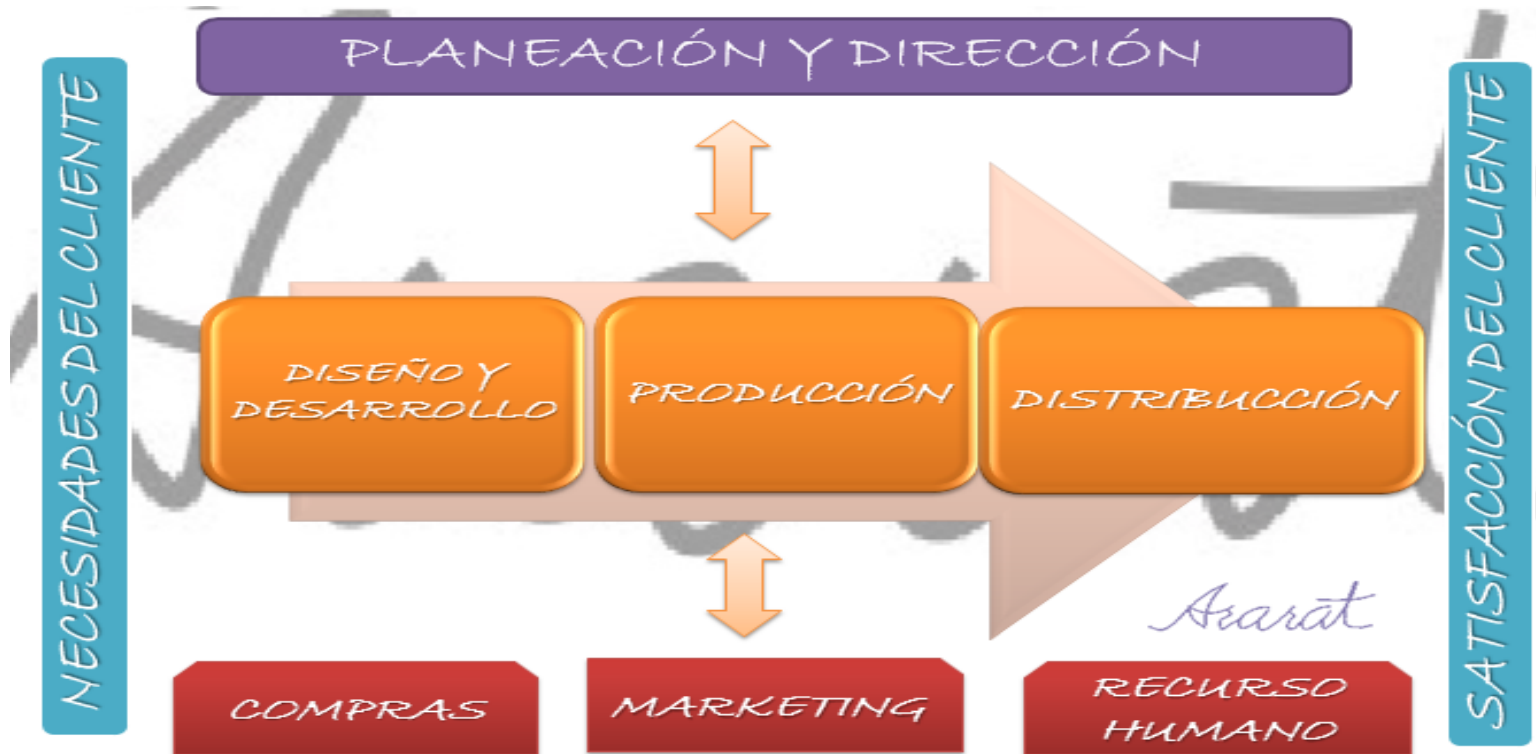 PLANEACIÓN Y DIRECCIÓN
NECESIDADES DEL CLIENTE
DISEÑO Y
DESARROLLO
PRODUCCIÓN
DISTRIBUCCIÓN
SATISFACCIÓN DEL CLIENTE
Ararat
COMPRAS
MARKETING
RECURSO
HUMANO